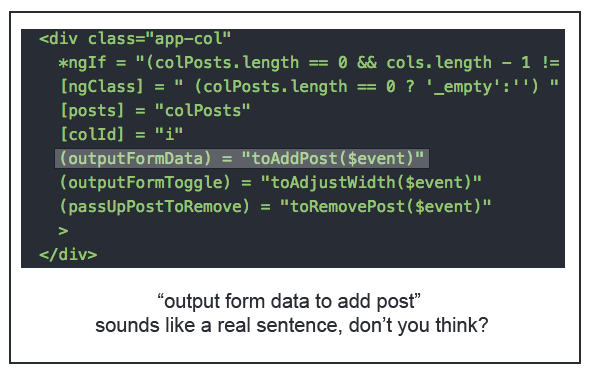 <div class="app-col"
*ngIf = "(colPosts.length == 0 && cols.length - 1 !=
[ngClass] = " (colPosts.length == 0 ? '_empty':'') "
[posts] = "colPosts"
[colId] = "i"
(outputFormData) = "toAddPost($event)"
(outputFormToggle) = "toAdjustWidth($event)"
(passUpPostToRemove) = "toRemovePost($event)"
>
</div>
“output form data to add post”
sounds like a real sentence, don’t you think?